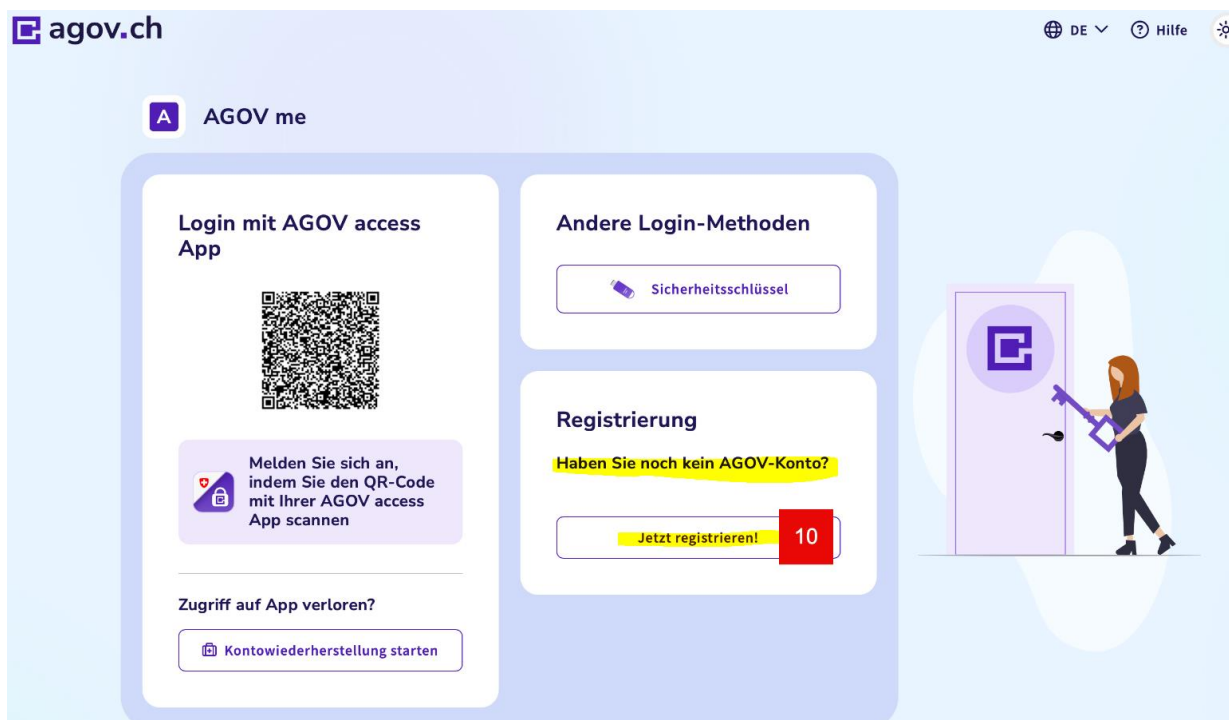 agov.ch
DE
Hilfe
A
AGOV me
Login mit AGOV access
App
Melden Sie sich an,
indem Sie den QR-Code
mit Ihrer AGOV access
App scannen
Zugriff auf App verloren?
Kontowiederherstellung starten
Andere Login-Methoden
Sicherheitsschlüssel
Registrierung
Haben Sie noch kein AGOV-Konto?
Jetzt registrieren!
10